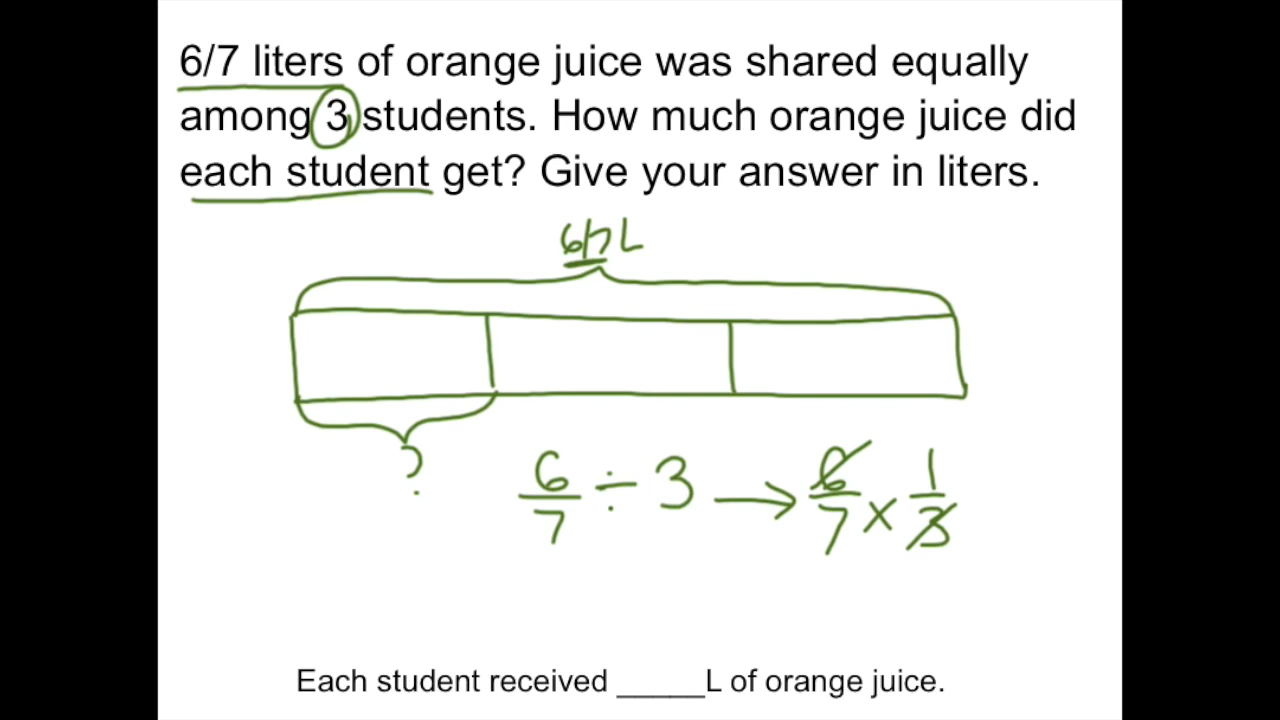 6/7 liters of orange juice was shared equally
among 3 students. How much orange juice did
each student get? Give your answer in liters.
6/7 L
?
6/7 ÷ 3 → 6/7 × 1/3
Each student received _____L of orange juice.